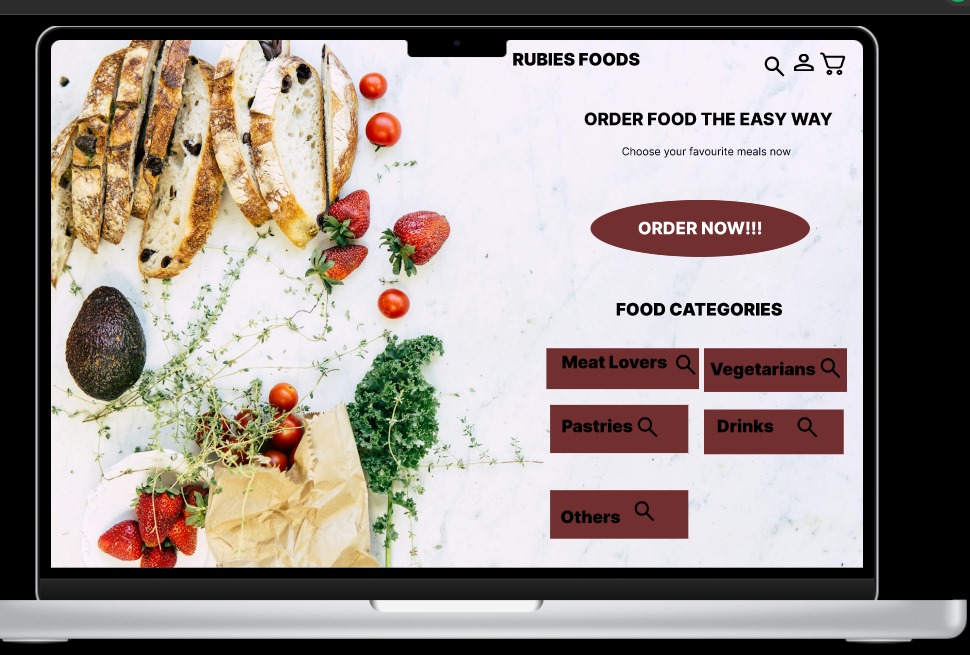 RUBIES FOODS
ORDER FOOD THE EASY WAY
Choose your favourite meals now
ORDER NOW!!!
FOOD CATEGORIES
Meat Lovers
Vegetarians
Pastries
Drinks
Others